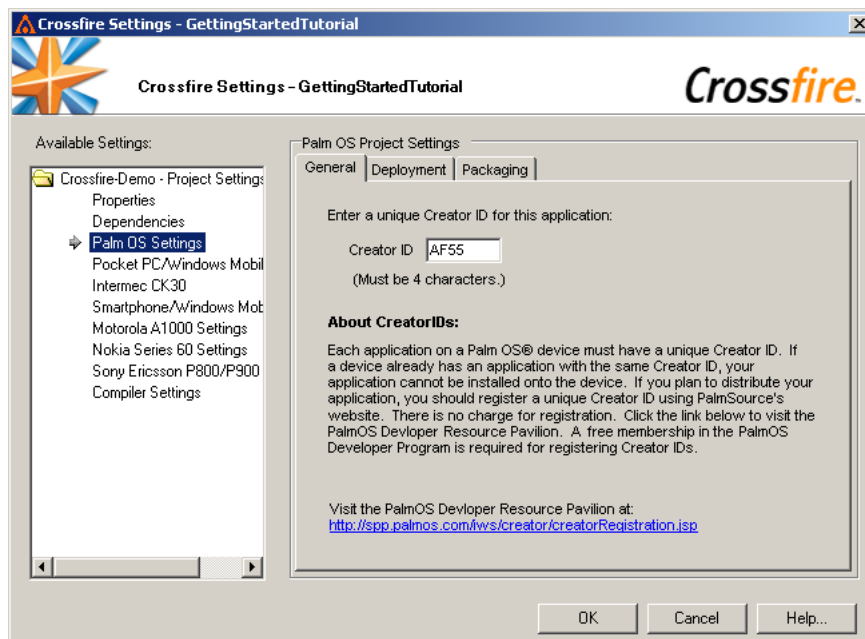 Crossfire Settings - GettingStartedTutorial
Crossfire Settings - GettingStartedTutorial
Crossfire
Available Settings:
Crossfire-Demo - Project Settings
Properties
Dependencies
Palm OS Settings
Pocket PC/Windows Mobil
Intermec CK30
Smartphone/Windows Mob
Motorola A1000 Settings
Nokia Series 60 Settings
Sony Ericsson P800/P900
Compiler Settings
Palm OS Project Settings
General Deployment Packaging
Enter a unique Creator ID for this application:
Creator ID AF55
(Must be 4 characters.)
About CreatorIDs:
Each application on a Palm OS® device must have a unique Creator ID. If
a device already has an application with the same Creator ID, your
application cannot be installed onto the device. If you plan to distribute your
application, you should register a unique Creator ID using PalmSource's
website. There is no charge for registration. Click the link below to visit the
PalmOS Devloper Resource Pavilion. A free membership in the PalmOS
Developer Program is required for registering Creator IDs.
Visit the PalmOS Devloper Resource Pavilion at:
http://spp.palmos.com/iws/creator/creatorRegistration.jsp
OK Cancel Help...